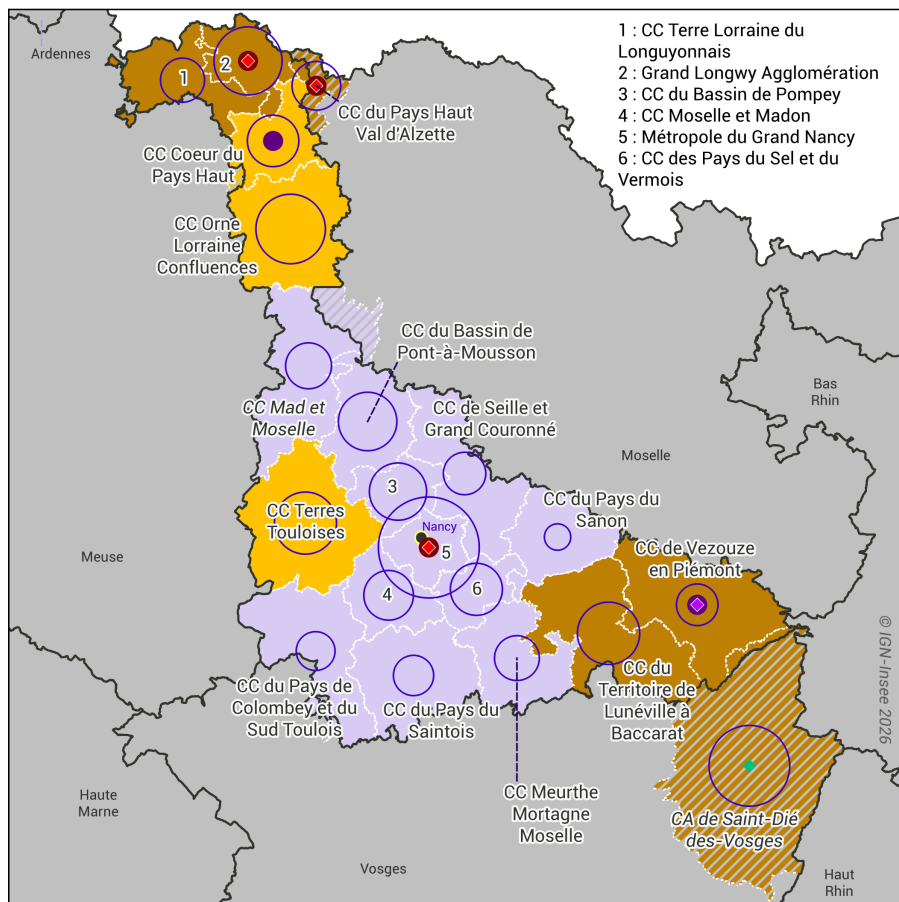 Ardennes
1 : CC Terre Lorraine du
Longuyonnais
2 : Grand Longwy Agglomération
3 : CC du Bassin de Pompey
4 : CC Moselle et Madon
5 : Métropole du Grand Nancy
6 : CC des Pays du Sel et du
Vermois
1
2
CC du Pays Haut
Val d'Alzette
CC Coeur du
Pays Haut
CC Orne
Lorraine
Confluences
CC du Bassin de
Pont-à-Mousson
CC Mad et
Moselle
CC de Seille et
Grand Couronné
Bas
Rhin
Moselle
3
CC du Pays du
Sanon
CC Terres
Touloises
Nancy
5
Meuse
CC de Vezouze
en Piémont
4
6
CC du Pays de
Colombey et du
Sud Toulois
CC du Pays du
Saintois
CC du
Territoire de
Lunéville à
Baccarat
CC Meurthe
Mortagne
Moselle
CA de Saint-Dié
des-Vosges
Haute
Marne
Vosges
Haut
Rhin
© IGN-Insee 2026